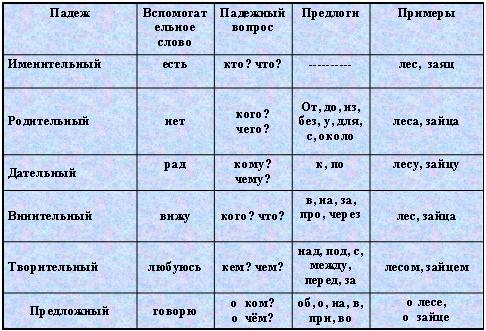 Падеж Вспомогат Падежный Предлоги Примеры
ельное вопрос
слово
Именительный есть кто? что? ---------- лес, заяц
Родительный нет кого? От, до, из, леса, зайца
чего? без, у, для,
с, около
Дательный рад кому? к, по лесу, зайцу
чему?
Винительный вижу кого? что? в, на, за, лес, зайца
про, через
Творительный любуюсь кем? чем? над, под, с, лесом, зайцем
между,
перед, за
Предложный говорю о ком? об, о, на, в, о лесе,
о чём? при, во о зайце